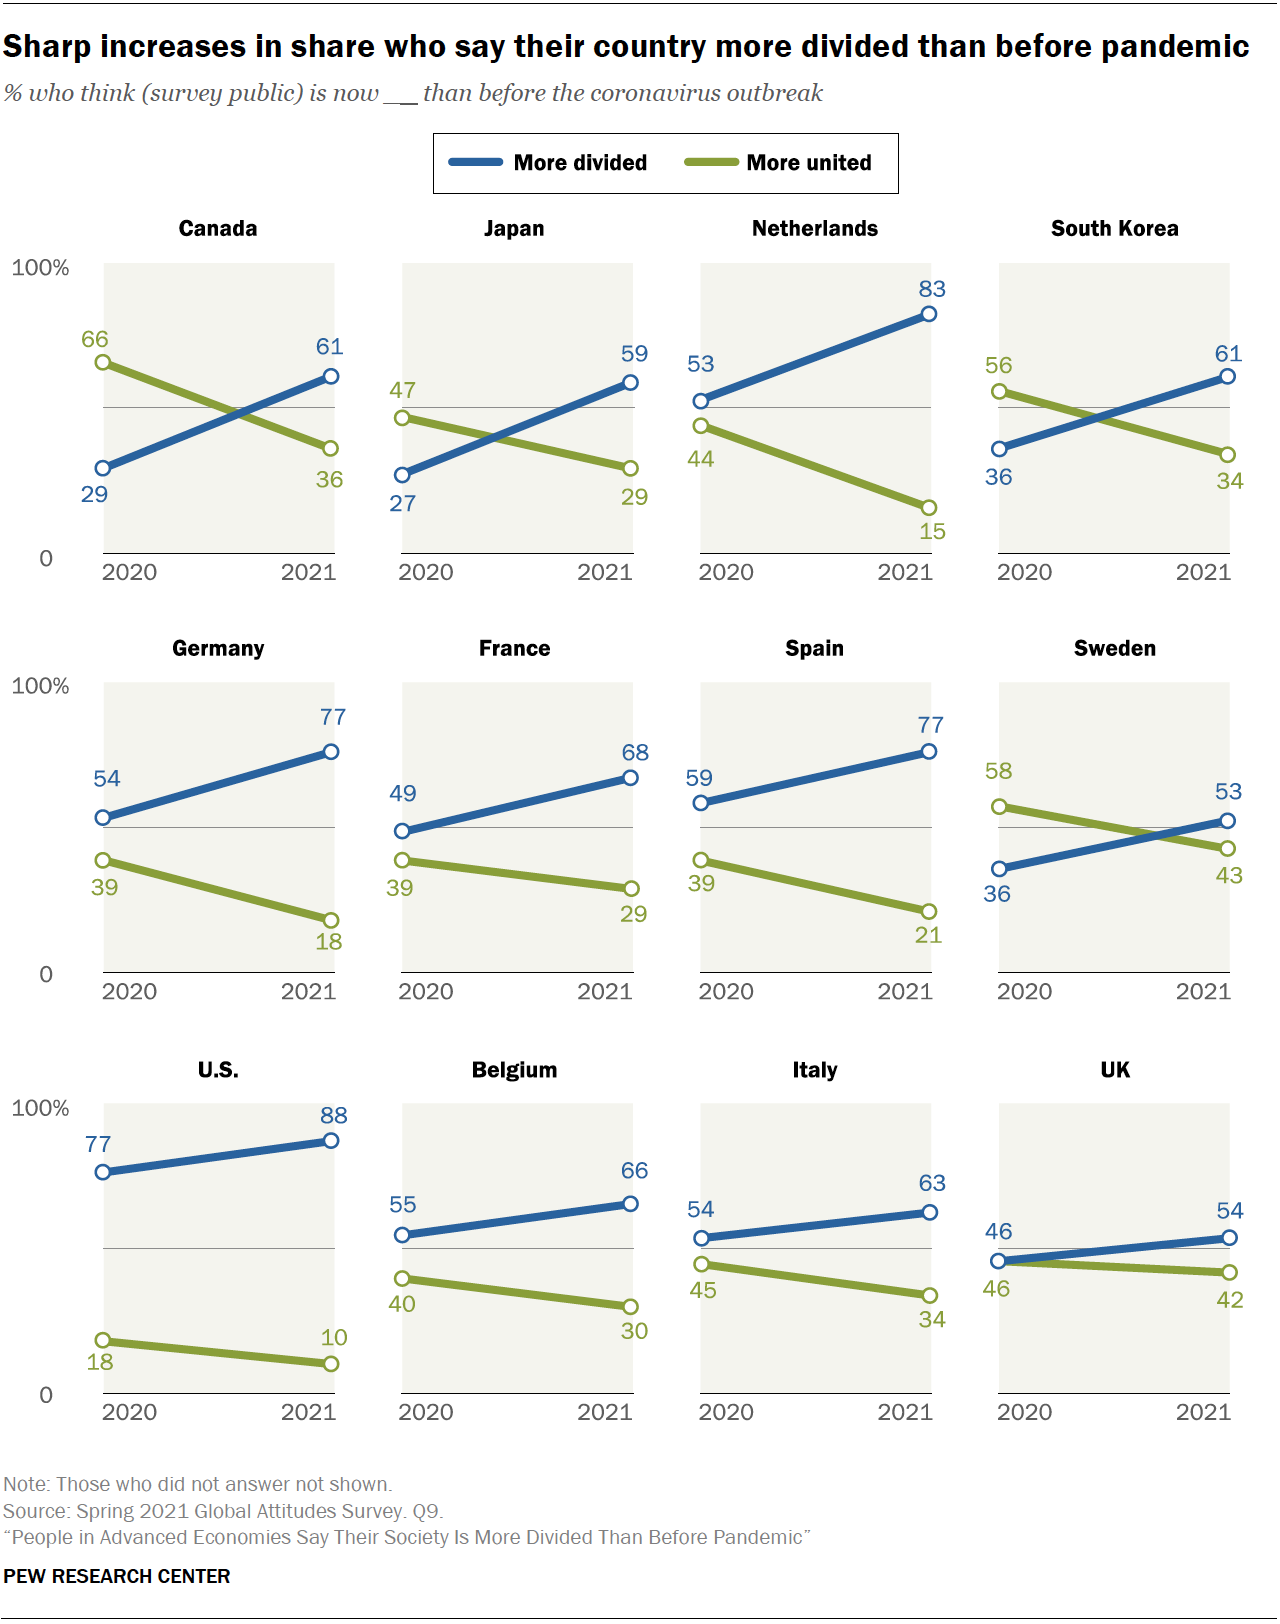 Sharp increases in share who say their country more divided than before pandemic
% who think (survey public) is now ___ than before the coronavirus outbreak
More divided More united
Canada Japan Netherlands South Korea
100%
66 61 36 29
47 59 29 27
53 83 44 15
56 61 36 34
0
2020 2021 2020 2021 2020 2021 2020 2021
Germany France Spain Sweden
100%
54 77 39 18
49 68 39 29
59 77 39 21
58 53 36 43
0
2020 2021 2020 2021 2020 2021 2020 2021
U.S. Belgium Italy UK
100%
77 88 18 10
55 66 40 30
54 63 45 34
46 54 46 42
0
2020 2021 2020 2021 2020 2021 2020 2021
Note: Those who did not answer not shown.
Source: Spring 2021 Global Attitudes Survey. Q9.
“People in Advanced Economies Say Their Society Is More Divided Than Before Pandemic”
PEW RESEARCH CENTER